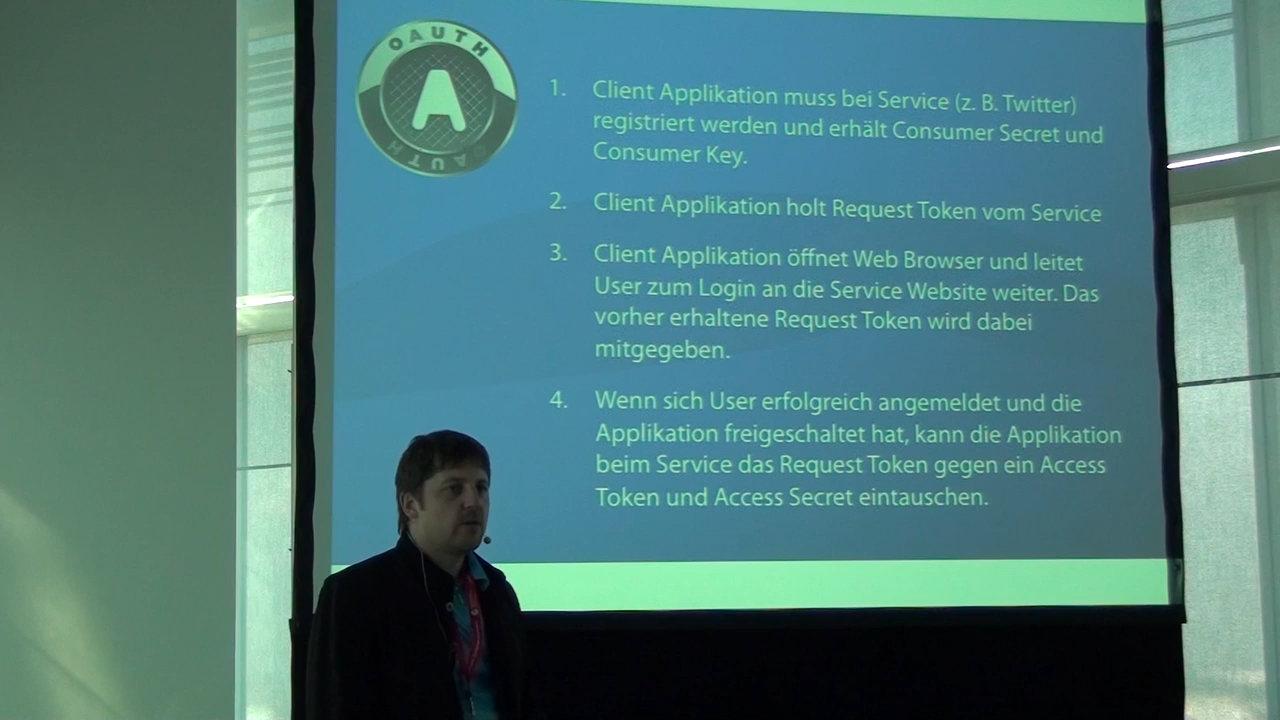 OAUTH
A
OAUTH
1. Client Applikation muss bei Service (z. B. Twitter)
registriert werden und erhält Consumer Secret und
Consumer Key.
2. Client Applikation holt Request Token vom Service
3. Client Applikation öffnet Web Browser und leitet
User zum Login an die Service Website weiter. Das
vorher erhaltene Request Token wird dabei
mitgegeben.
4. Wenn sich User erfolgreich angemeldet und die
Applikation freigeschaltet hat, kann die Applikation
beim Service das Request Token gegen ein Access
Token und Access Secret eintauschen.